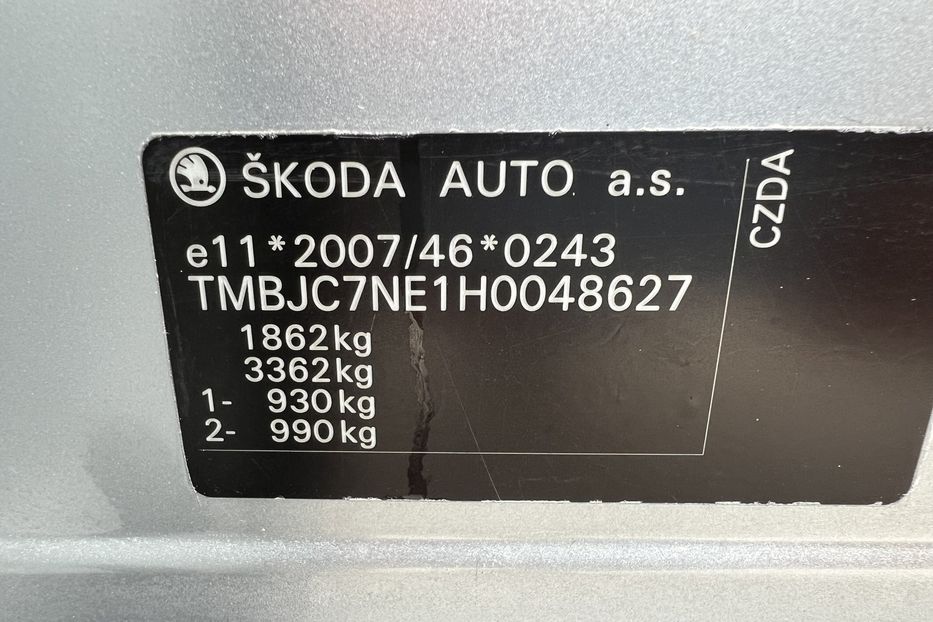 ŠKODA AUTO a.s.
e11*2007/46*0243
TMBJC7NE1H0048627
1862kg
3362kg
1- 930kg
2- 990kg
CZDA